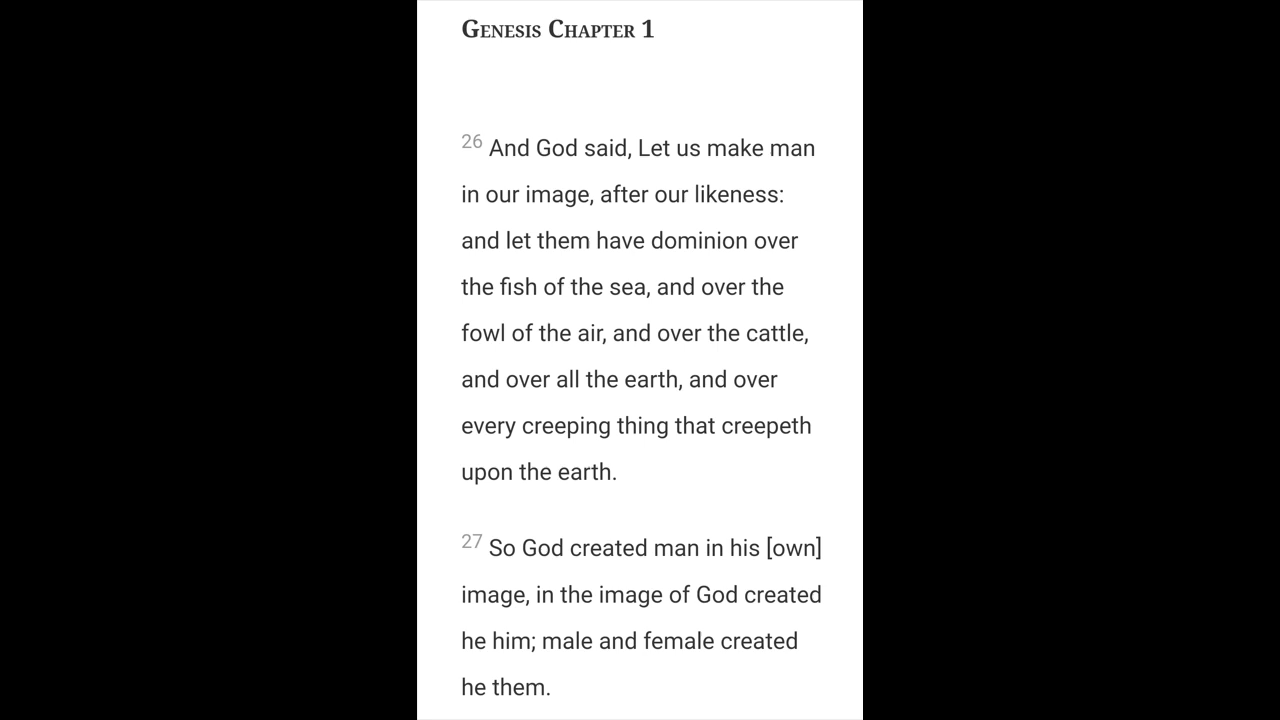 Genesis Chapter 1
26 And God said, Let us make man
in our image, after our likeness:
and let them have dominion over
the fish of the sea, and over the
fowl of the air, and over the cattle,
and over all the earth, and over
every creeping thing that creepeth
upon the earth.
27 So God created man in his [own]
image, in the image of God created
he him; male and female created
he them.